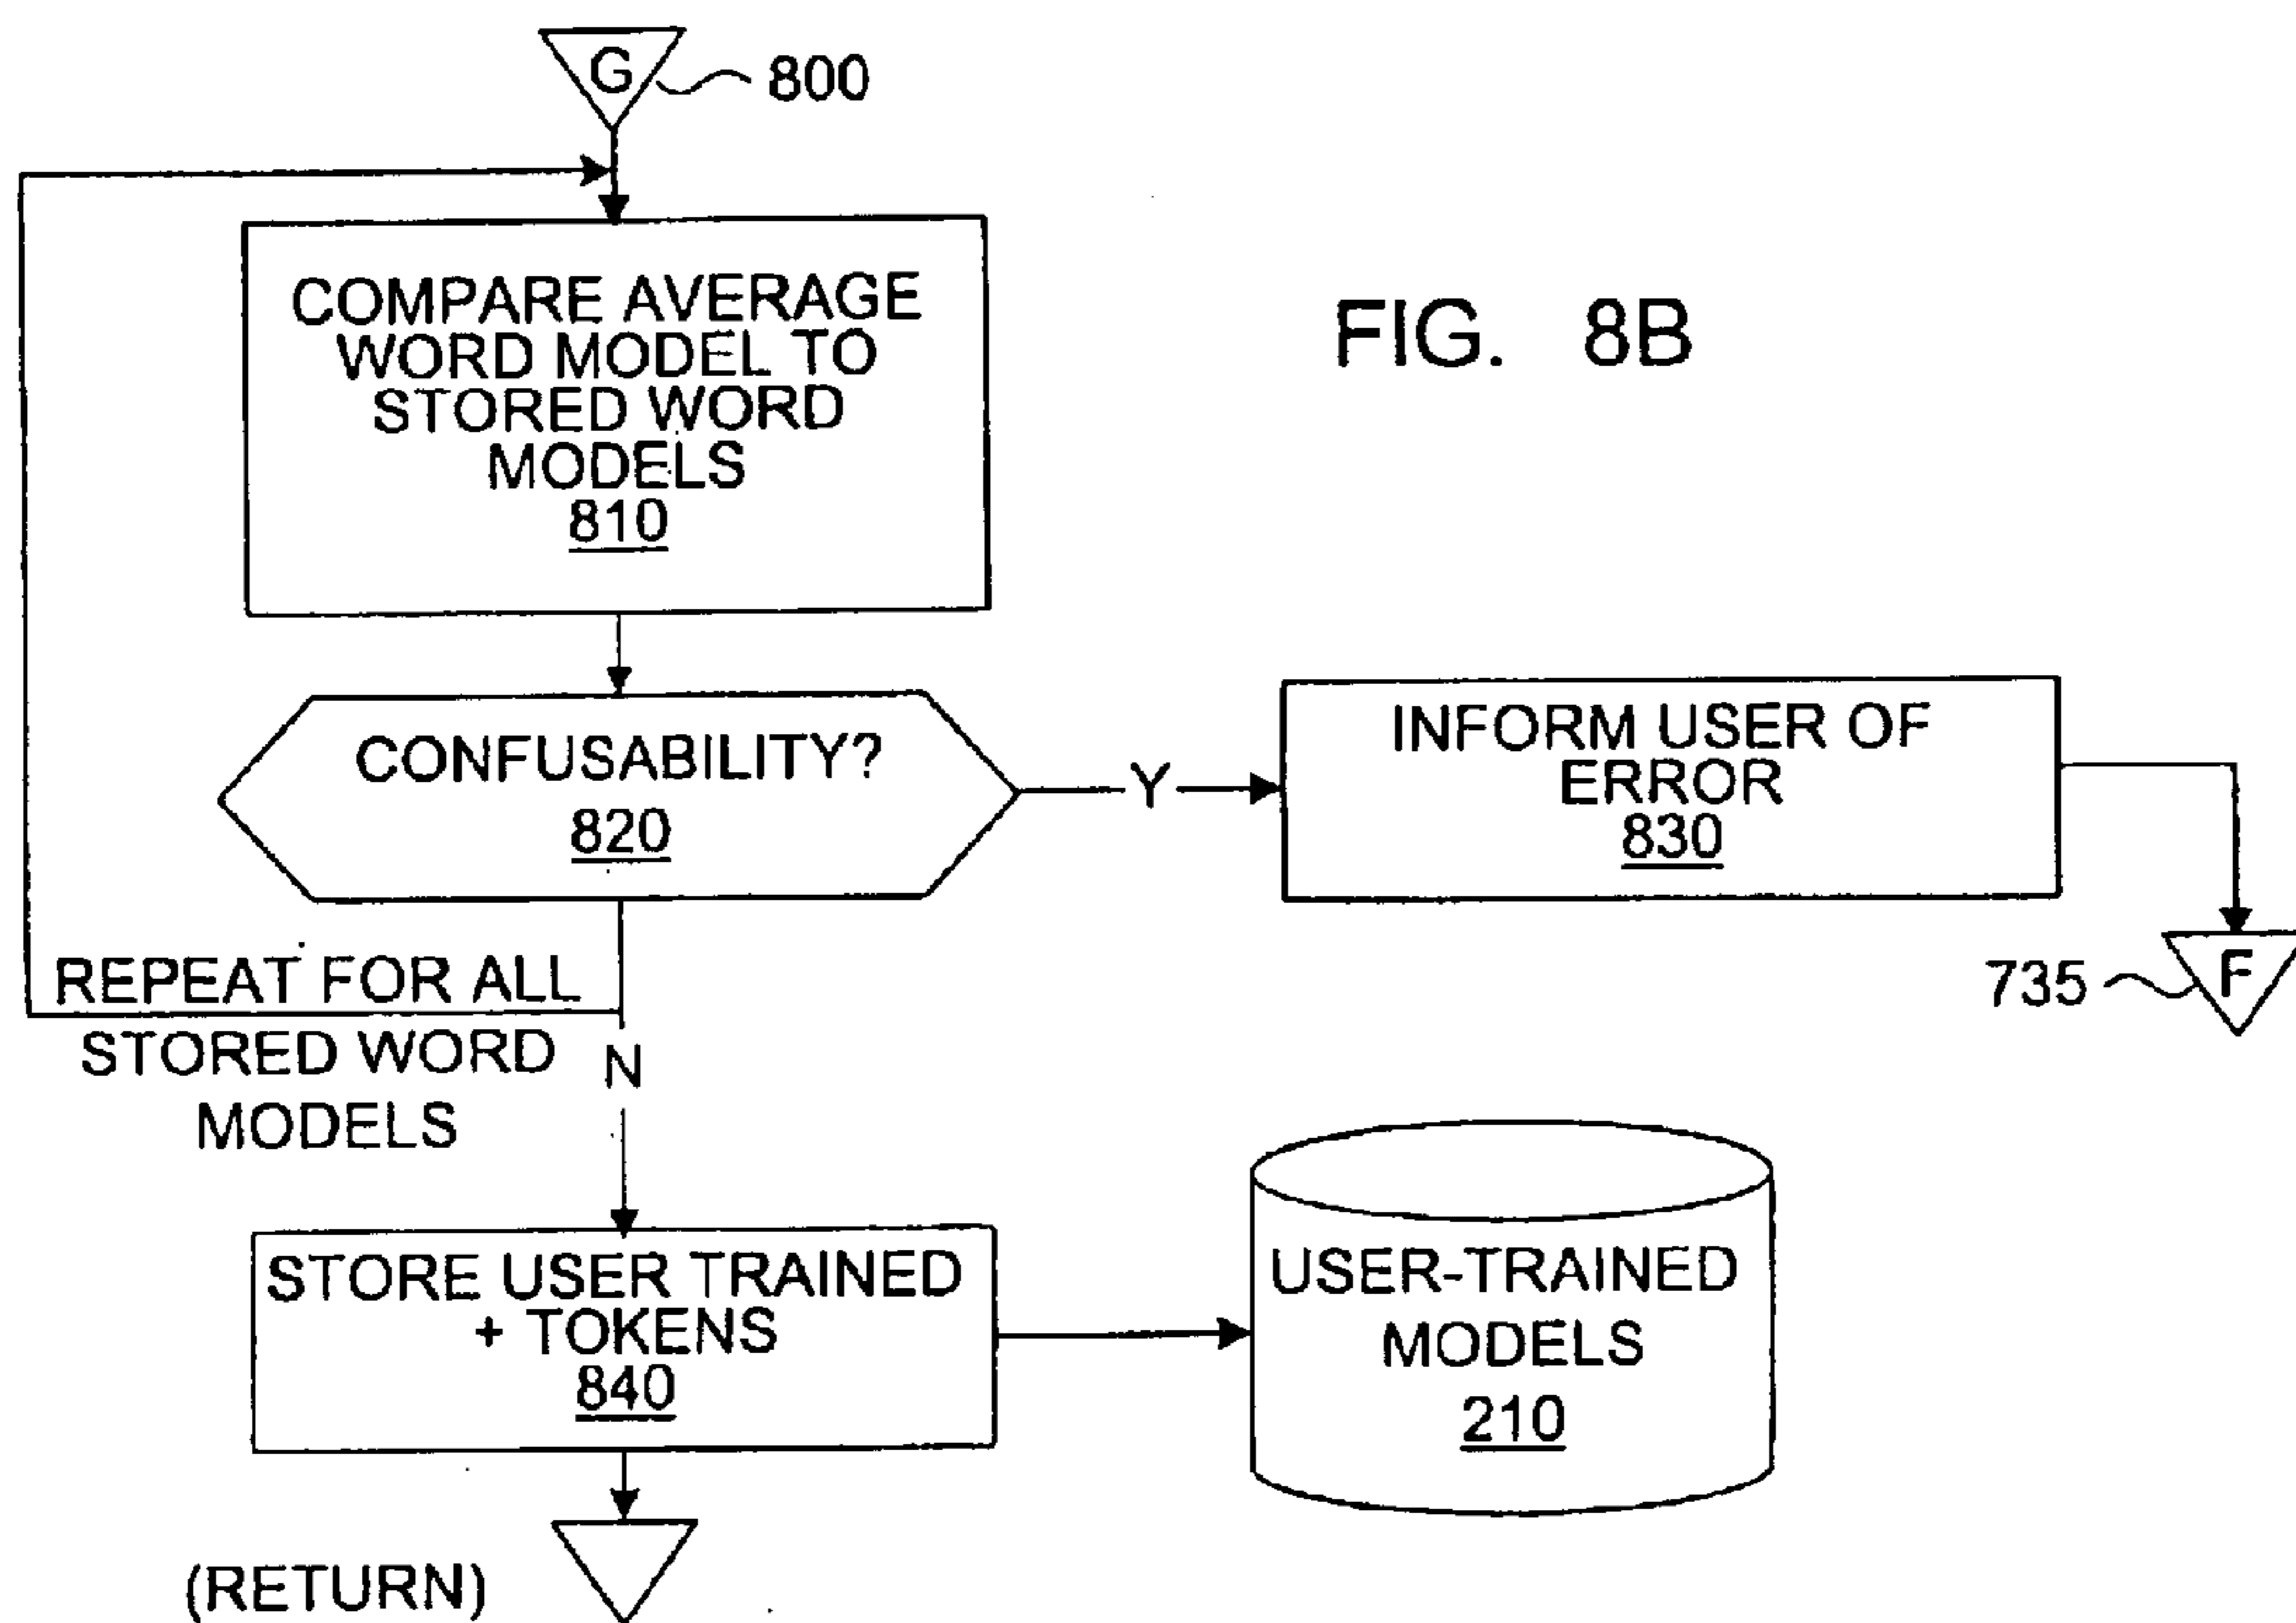 G
800
COMPARE AVERAGE
WORD MODEL TO
STORED WORD
MODELS
810
FIG. 8B
CONFUSABILITY?
820
Y
INFORM USER OF
ERROR
830
735
F
REPEAT FOR ALL
STORED WORD
MODELS
N
STORE USER TRAINED
+ TOKENS
840
USER-TRAINED
MODELS
210
(RETURN)